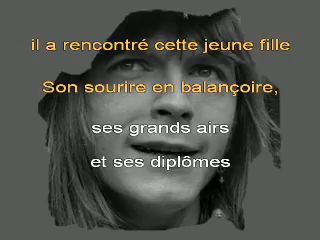 il a rencontré cette jeune fille
Son sourire en balançoire,
ses grands airs
et ses diplômes